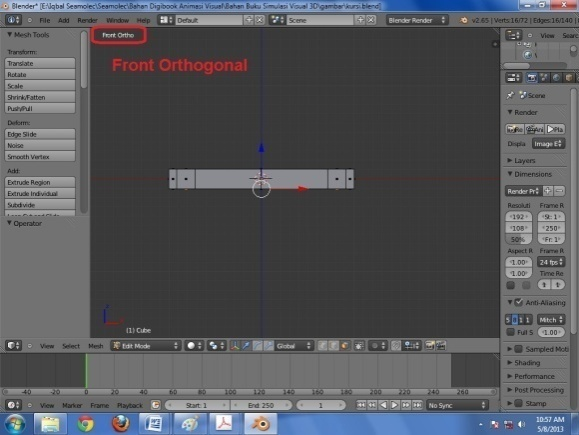 Blender* [E:\Iqbal Seamolec\Seamolec\Bahan Digibook Animasi Visual\Bahan Buku Simulasi Visual 3D\gambar\kursi.blend]
File Add Render Window Help Default Scene Blender Render v2.65 | Verts:16/72 | Edges:16/140
Mesh Tools
Transform:
Translate
Rotate
Scale
Shrink/Fatten
Push/Pull
Deform:
Edge Slide
Noise
Smooth Vertex
Add:
Extrude Region
Extrude Individual
Subdivide
Operator
Front Ortho
Front Orthogonal
(1) Cube
View Select Mesh Edit Mode Global
View Search
Scene
Render
Re Ani Pla
Displa Image E
Layers
Dimensions
Render Pr
Resoluti Frame R
192 St: 1
108 250
50% Fr: 1
Aspect R Frame R
1.00 24 fps
1.00 Time Re
Anti-Aliasing
5 8 1 1 Mitch
Full S 1.00
Sampled Moti
Shading
Performance
Post Processing
Stamp
-40 -20 0 20 40 60 80 100 120 140 160 180 200 220 240 260
View Marker Frame Playback Start: 1 End: 250 1 No Sync
10:57 AM
5/8/2013